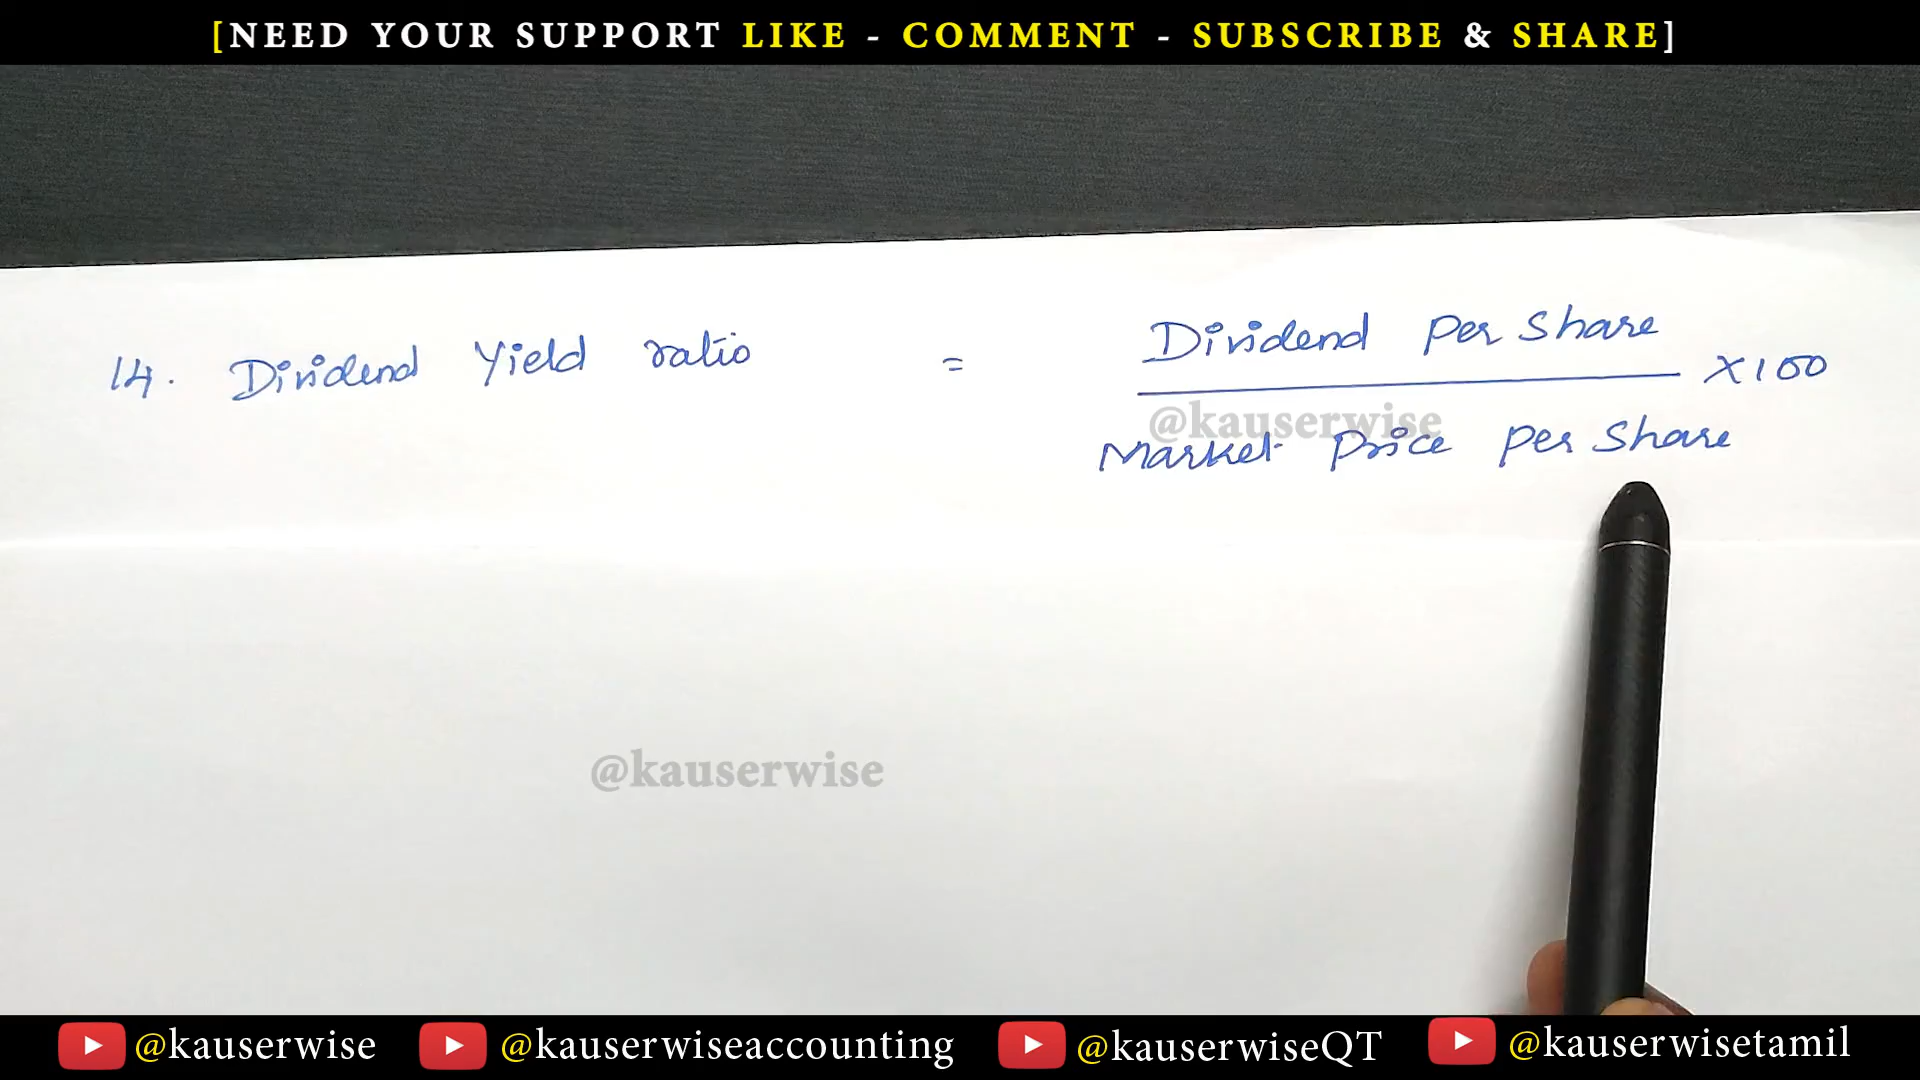 [NEED YOUR SUPPORT LIKE - COMMENT - SUBSCRIBE & SHARE]
14. Dividend Yield ratio = Dividend Per Share X100
@kauserwise
Market Price Per Share
@kauserwise
@kauserwise @kauserwiseaccounting @kauserwiseQT @kauserwisetamil